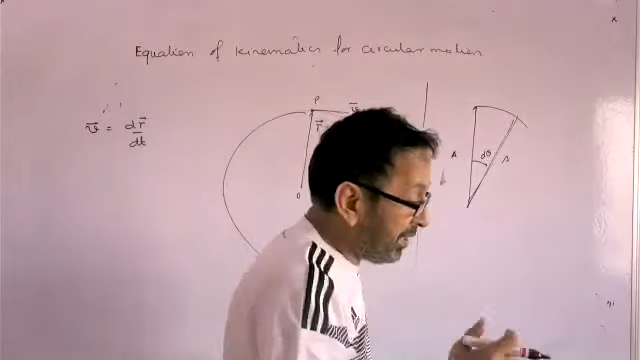 Equation of kinematics for circular motion
v̄ = dr⃗
dt
P
v̄
r⃗
O
A
dθ
A